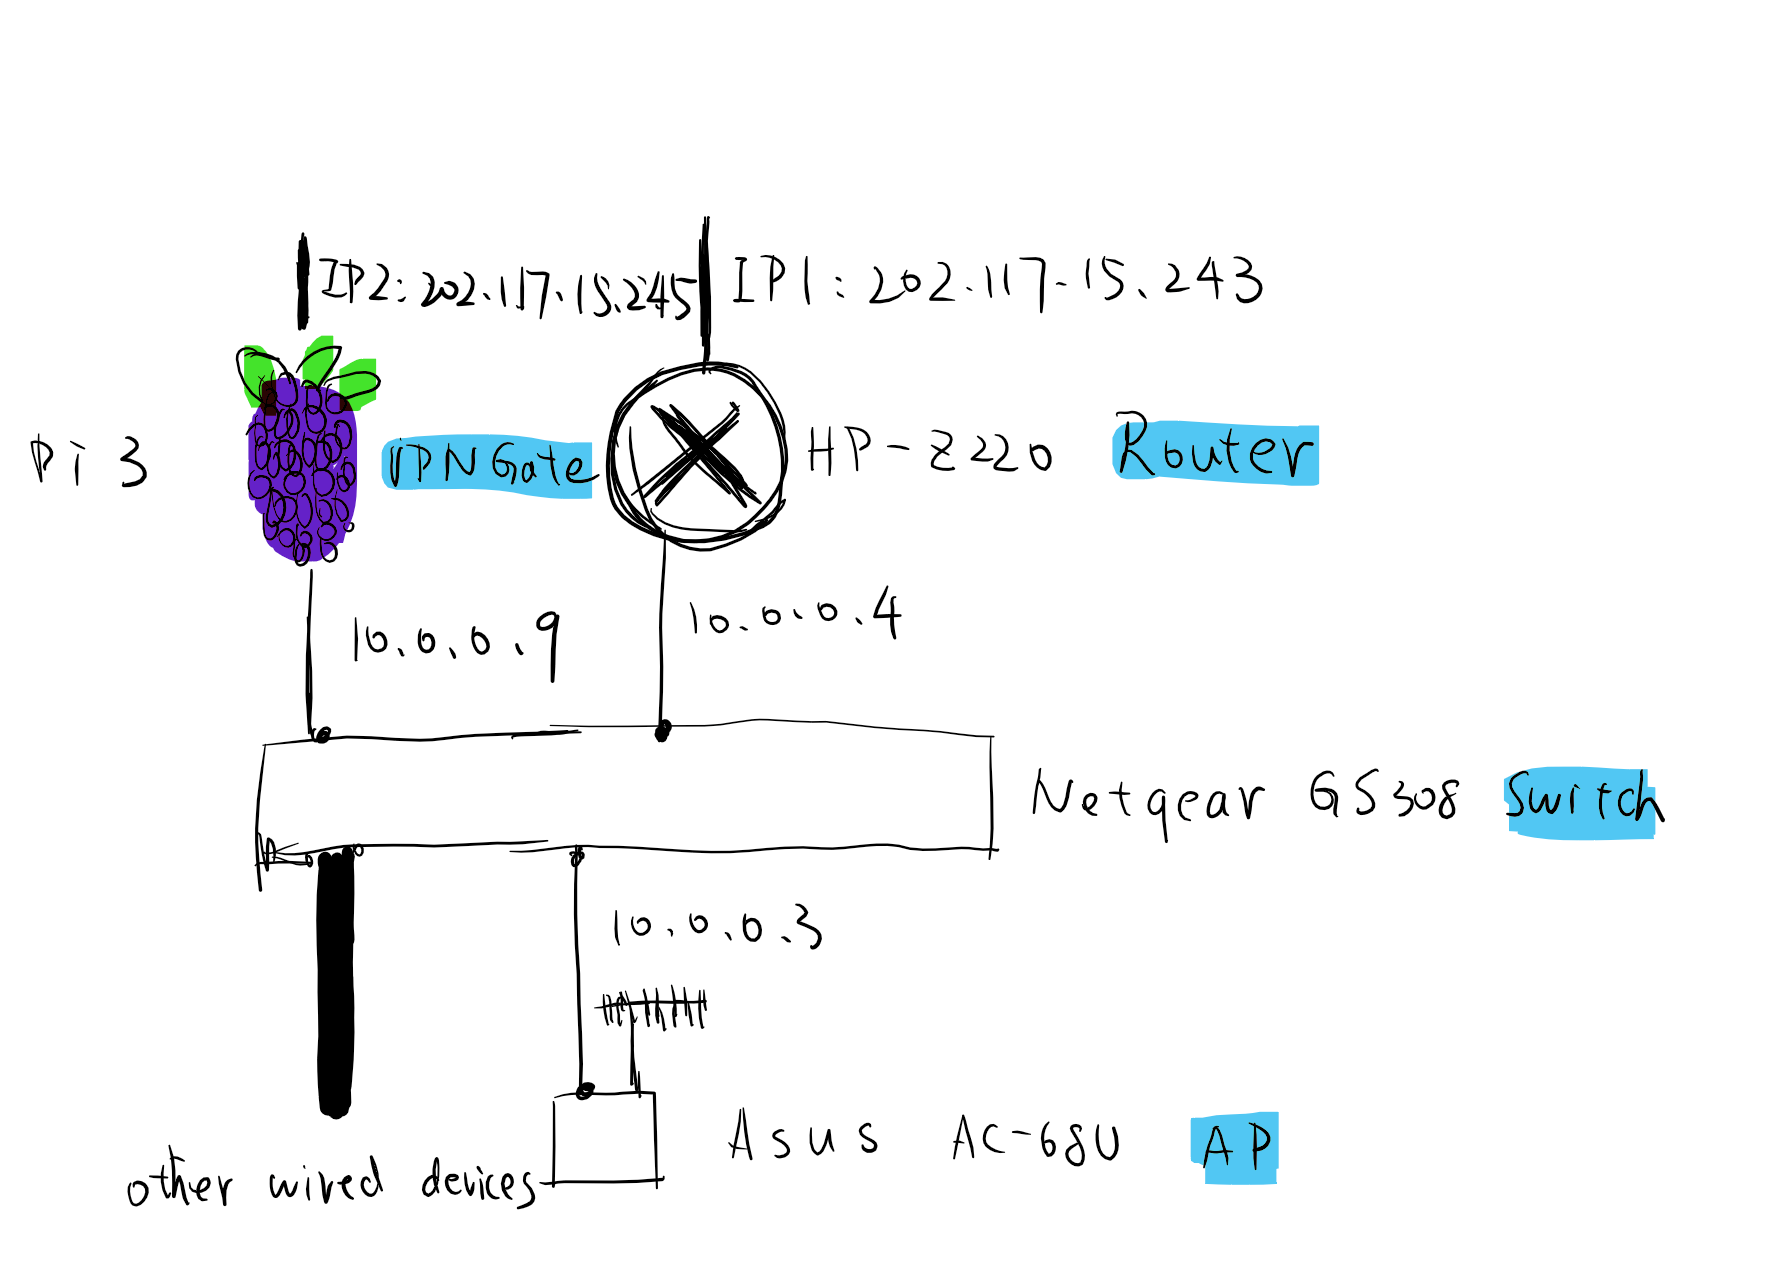 IP2: 202.117.15.245
IP1: 202.117.15.243
Pi 3
VPN Gate
HP-Z220 Router
10.0.0.9
10.0.0.4
Netgear GS308 Switch
10.0.0.3
Asus AC-68U AP
other wired devices